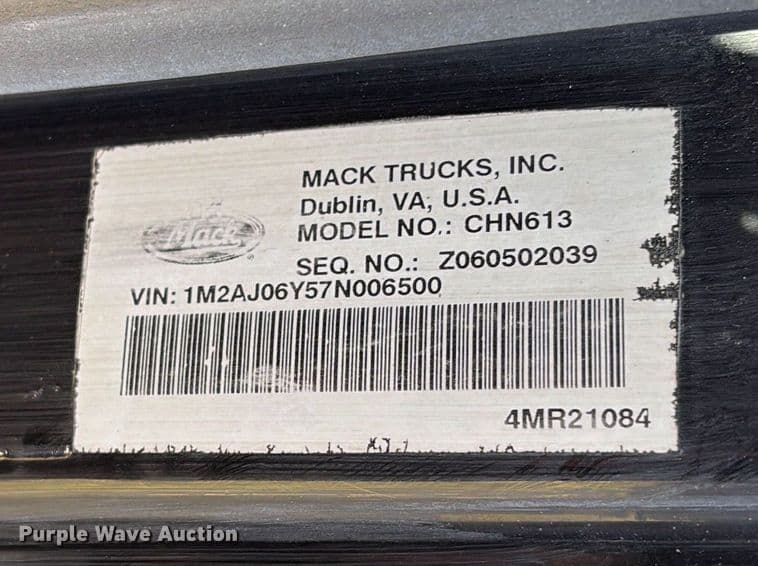 MACK TRUCKS, INC.
Dublin, VA, U.S.A.
MODEL NO.: CHN613
Mack
®
SEQ. NO.: Z060502039
VIN: 1M2AJ06Y57N006500
4MR21084
Purple Wave Auction